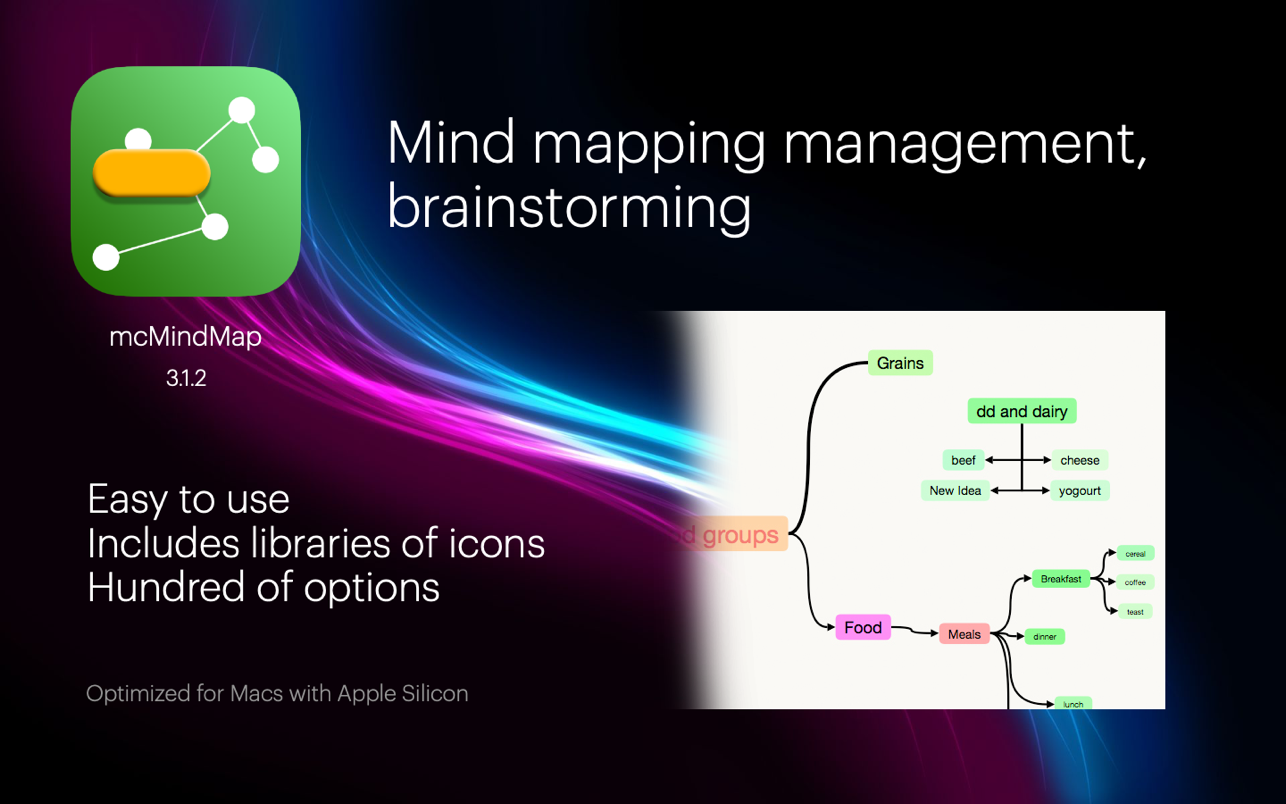 Mind mapping management,
brainstorming
mcMindMap
3.1.2
Easy to use
Includes libraries of icons
Hundred of options
Optimized for Macs with Apple Silicon
Grains
dd and dairy
beef
cheese
New Idea
yogourt
d groups
Breakfast
cereal
coffee
teast
Food
Meals
dinner
lunch